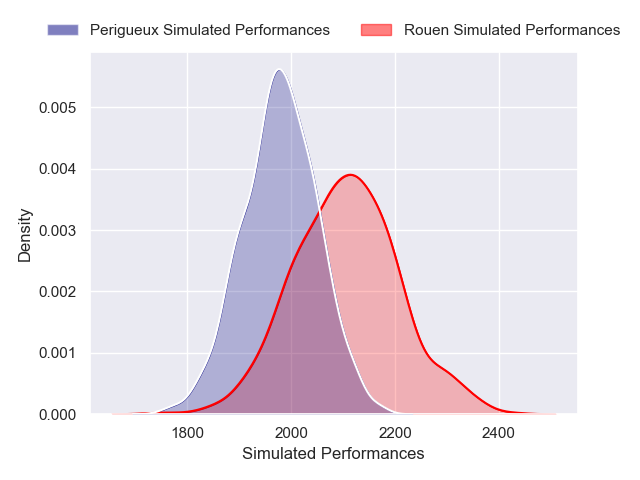 Perigueux Simulated Performances
Rouen Simulated Performances
0.005
0.004
0.003
0.002
0.001
0.000
Density
1800
2000
2200
2400
Simulated Performances